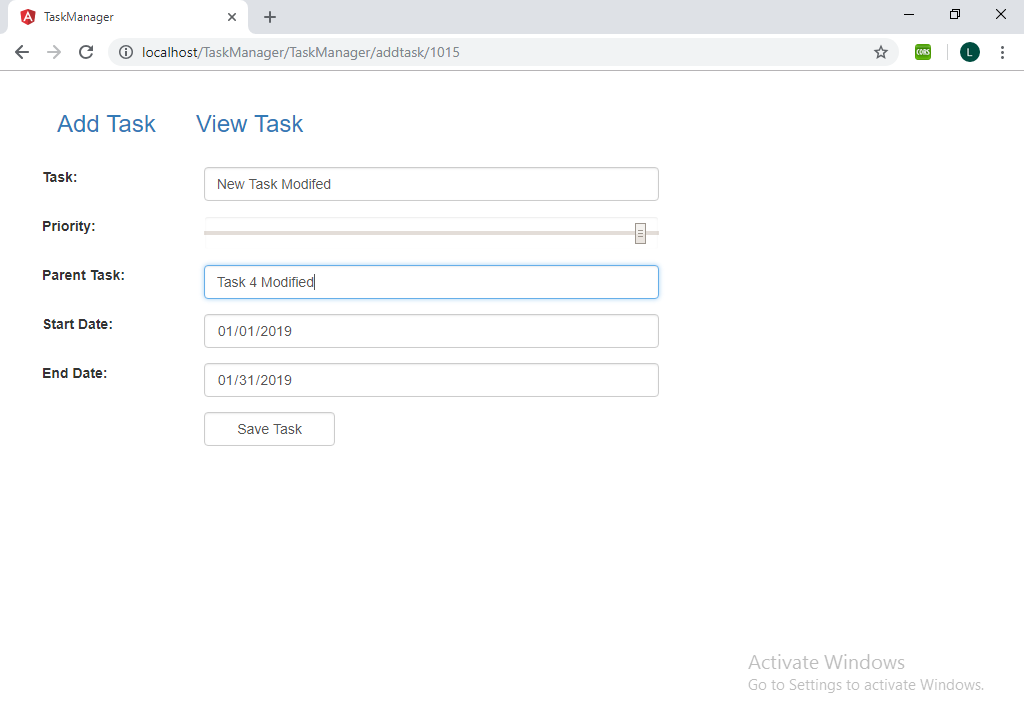 TaskManager
localhost/TaskManager/TaskManager/addtask/1015
CORS
L
Add Task View Task
Task: New Task Modifed
Priority:
Parent Task: Task 4 Modified
Start Date: 01/01/2019
End Date: 01/31/2019
Save Task
Activate Windows
Go to Settings to activate Windows.